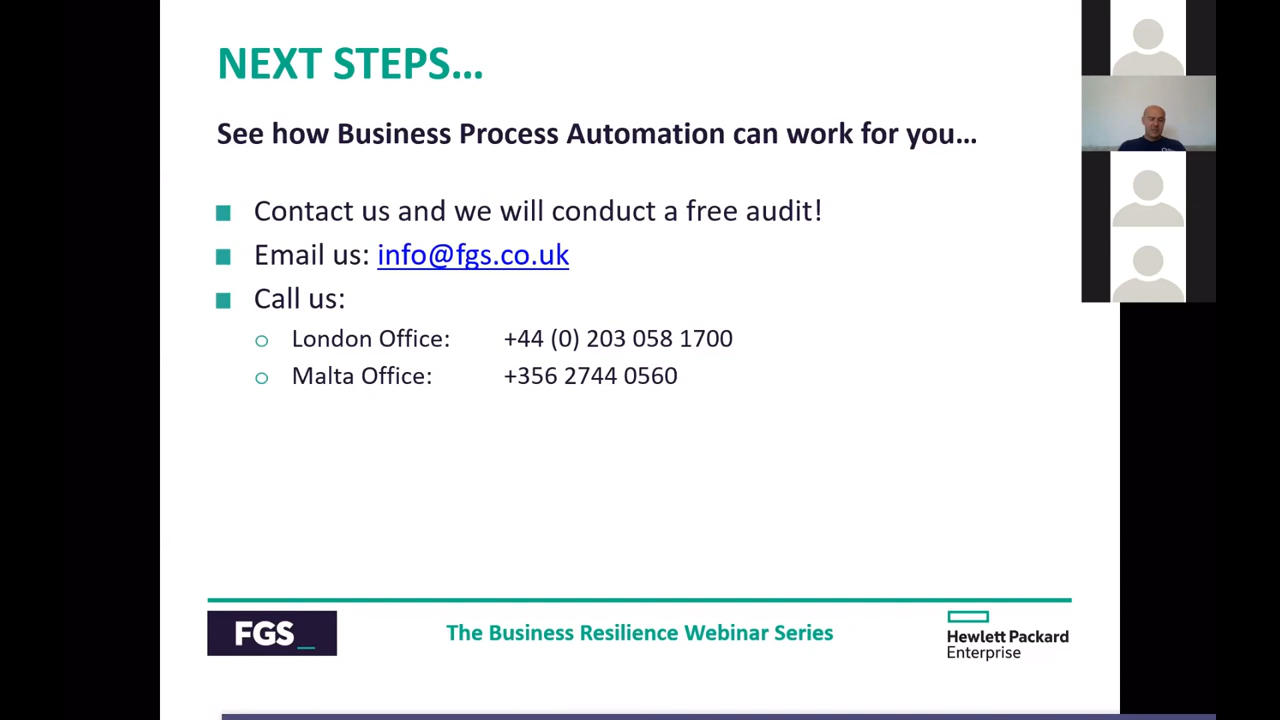 NEXT STEPS...
See how Business Process Automation can work for you...
Contact us and we will conduct a free audit!
Email us: info@fgs.co.uk
Call us:
London Office: +44 (0) 203 058 1700
Malta Office: +356 2744 0560
FGS_
The Business Resilience Webinar Series
Hewlett Packard
Enterprise